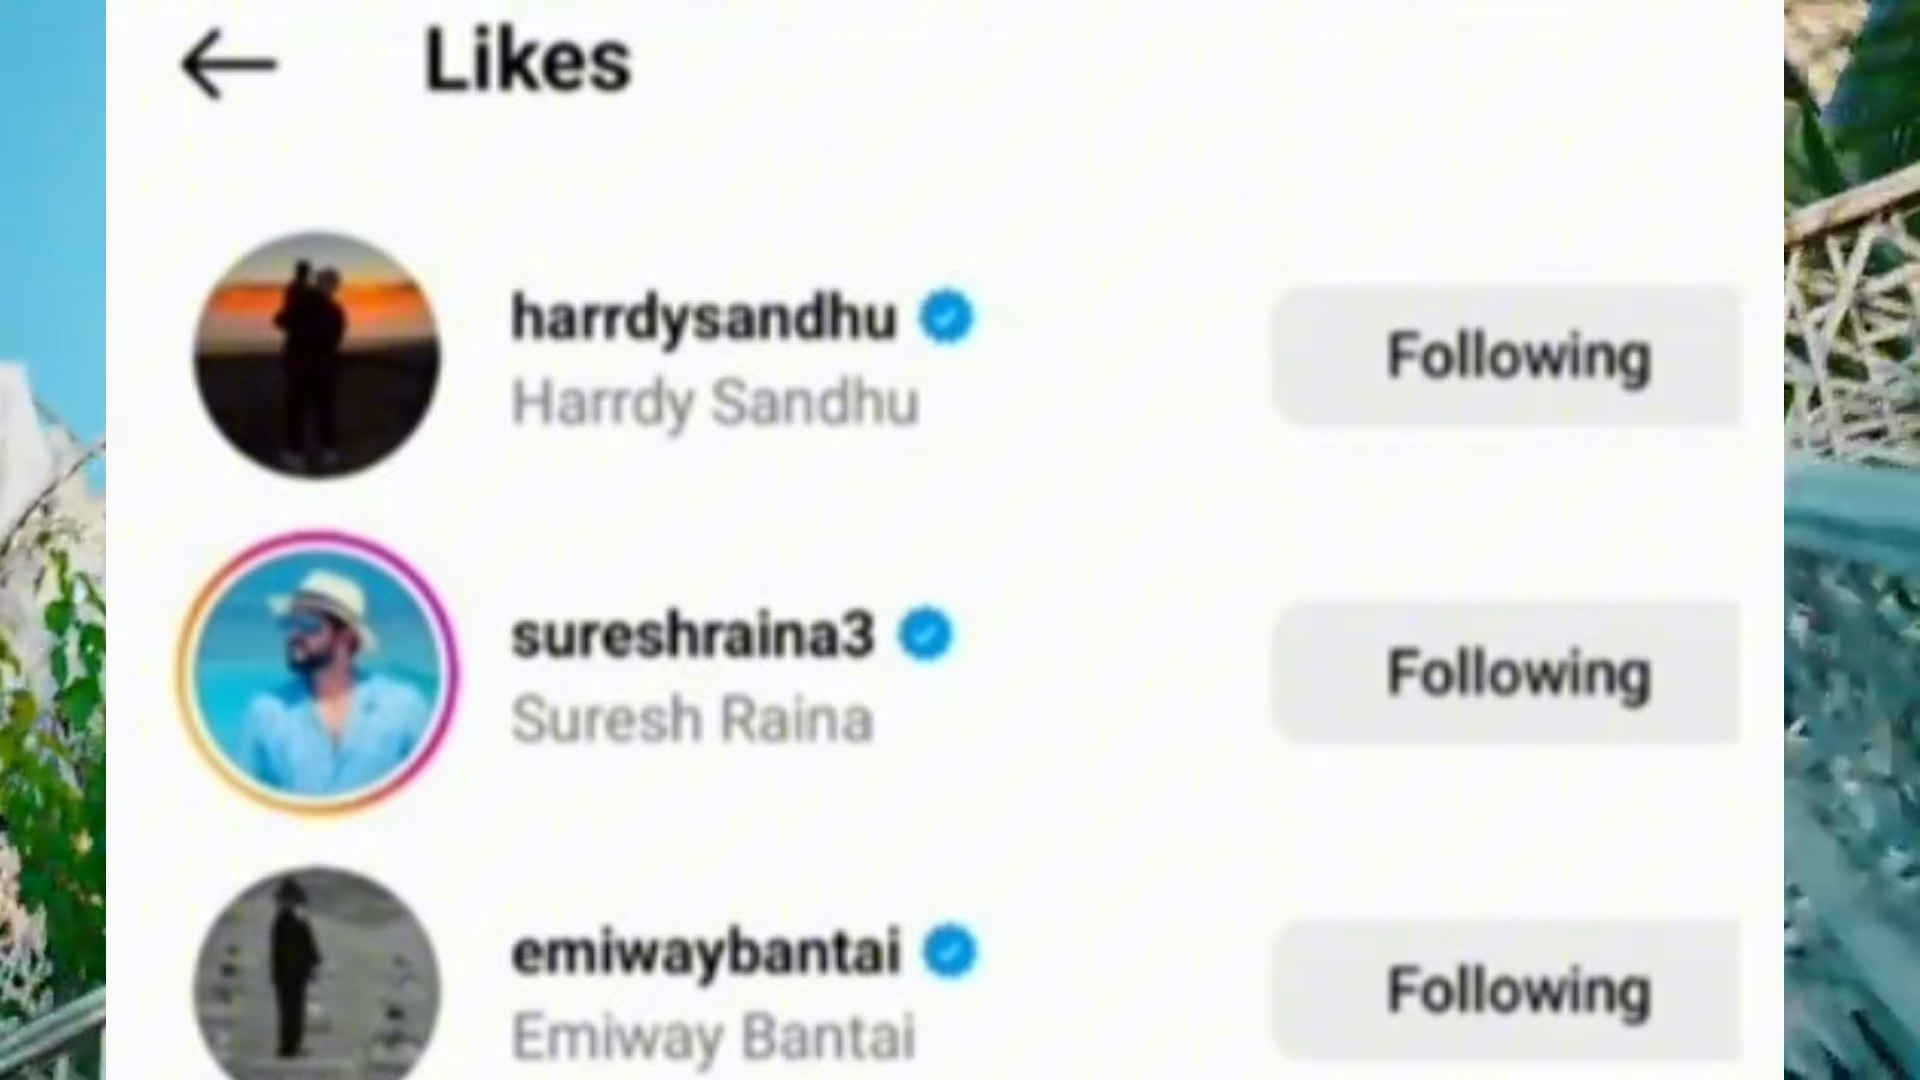 Likes
harrdysandhu
Harrdy Sandhu
Following
sureshraina3
Suresh Raina
Following
emiwaybantai
Emiway Bantai
Following